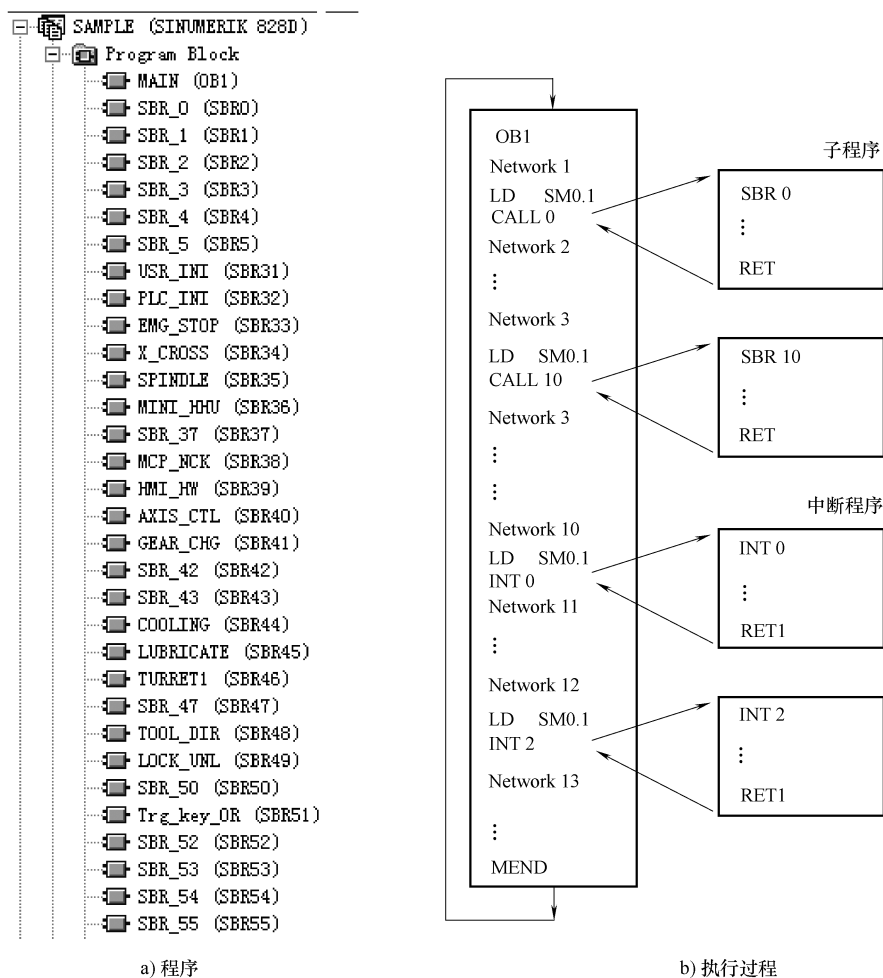 SAMPLE (SINUMERIK 828D)
Program Block
MAIN (OB1)
SBR_0 (SBR0)
SBR_1 (SBR1)
SBR_2 (SBR2)
SBR_3 (SBR3)
SBR_4 (SBR4)
SBR_5 (SBR5)
USR_INI (SBR31)
PLC_INI (SBR32)
EMG_STOP (SBR33)
X_CROSS (SBR34)
SPINDLE (SBR35)
MINI_HHU (SBR36)
SBR_37 (SBR37)
MCP_NCK (SBR38)
HMI_HW (SBR39)
AXIS_CTL (SBR40)
GEAR_CHG (SBR41)
SBR_42 (SBR42)
SBR_43 (SBR43)
COOLING (SBR44)
LUBRICATE (SBR45)
TURRET1 (SBR46)
SBR_47 (SBR47)
TOOL_DIR (SBR48)
LOCK_UNL (SBR49)
SBR_50 (SBR50)
Trg_key_OR (SBR51)
SBR_52 (SBR52)
SBR_53 (SBR53)
SBR_54 (SBR54)
SBR_55 (SBR55)
a) 程序
OB1
Network 1
LD SM0.1
CALL 0
Network 2
⋮
Network 3
LD SM0.1
CALL 10
Network 3
⋮
⋮
Network 10
LD SM0.1
INT 0
Network 11
⋮
Network 12
LD SM0.1
INT 2
Network 13
⋮
MEND
子程序
SBR 0
⋮
RET
SBR 10
⋮
RET
中断程序
INT 0
⋮
RET1
INT 2
⋮
RET1
b) 执行过程